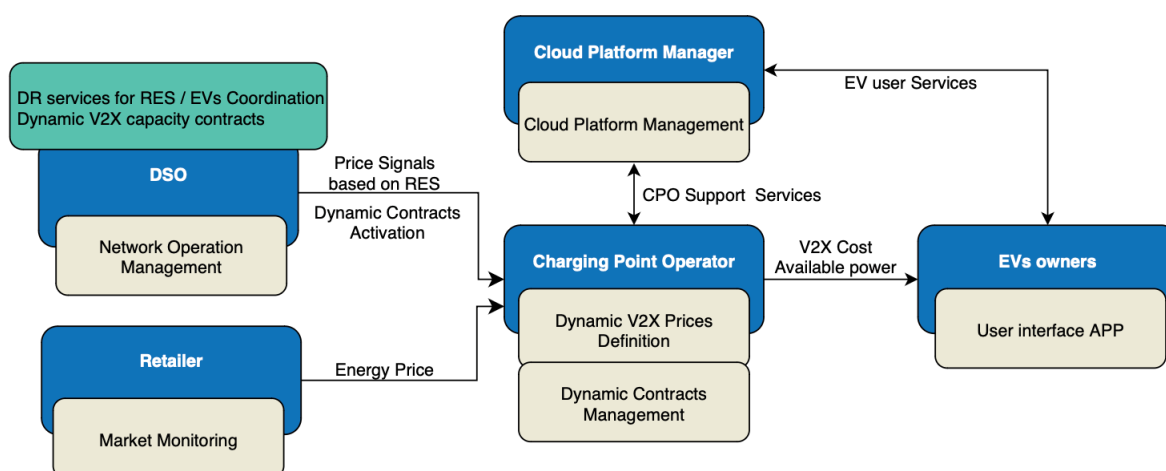 Cloud Platform Manager
Cloud Platform Management
EV user Services
DR services for RES / EVs Coordination
Dynamic V2X capacity contracts
DSO
Network Operation
Management
Price Signals
based on RES
Dynamic Contracts
Activation
CPO Support Services
Charging Point Operator
Dynamic V2X Prices
Definition
Dynamic Contracts
Management
V2X Cost
Available power
EVs owners
User interface APP
Retailer
Market Monitoring
Energy Price